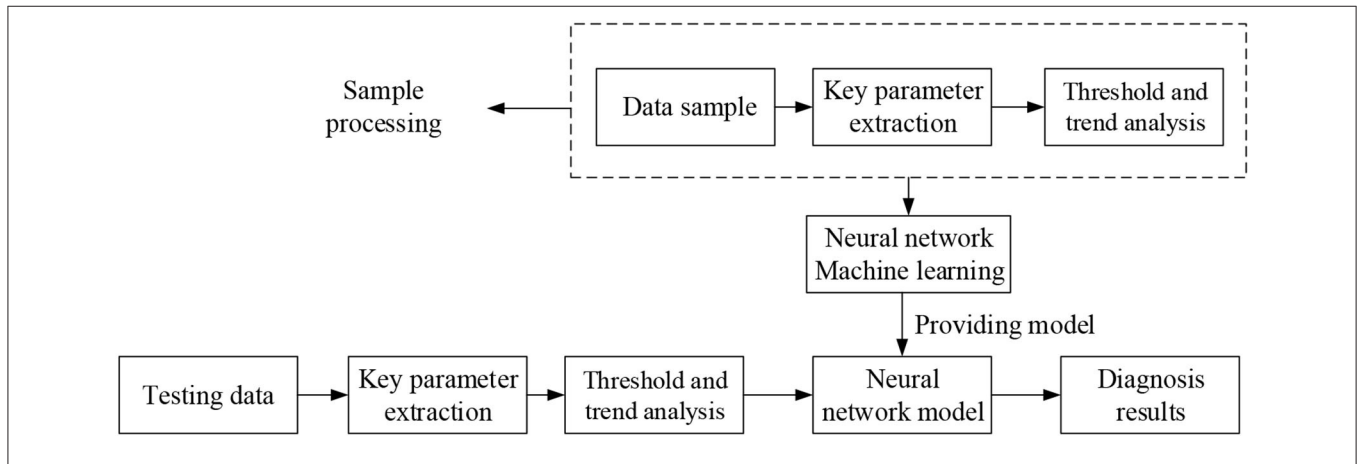 Sample
processing
Data sample
Key parameter
extraction
Threshold and
trend analysis
Neural network
Machine learning
Providing model
Testing data
Key parameter
extraction
Threshold and
trend analysis
Neural
network model
Diagnosis
results